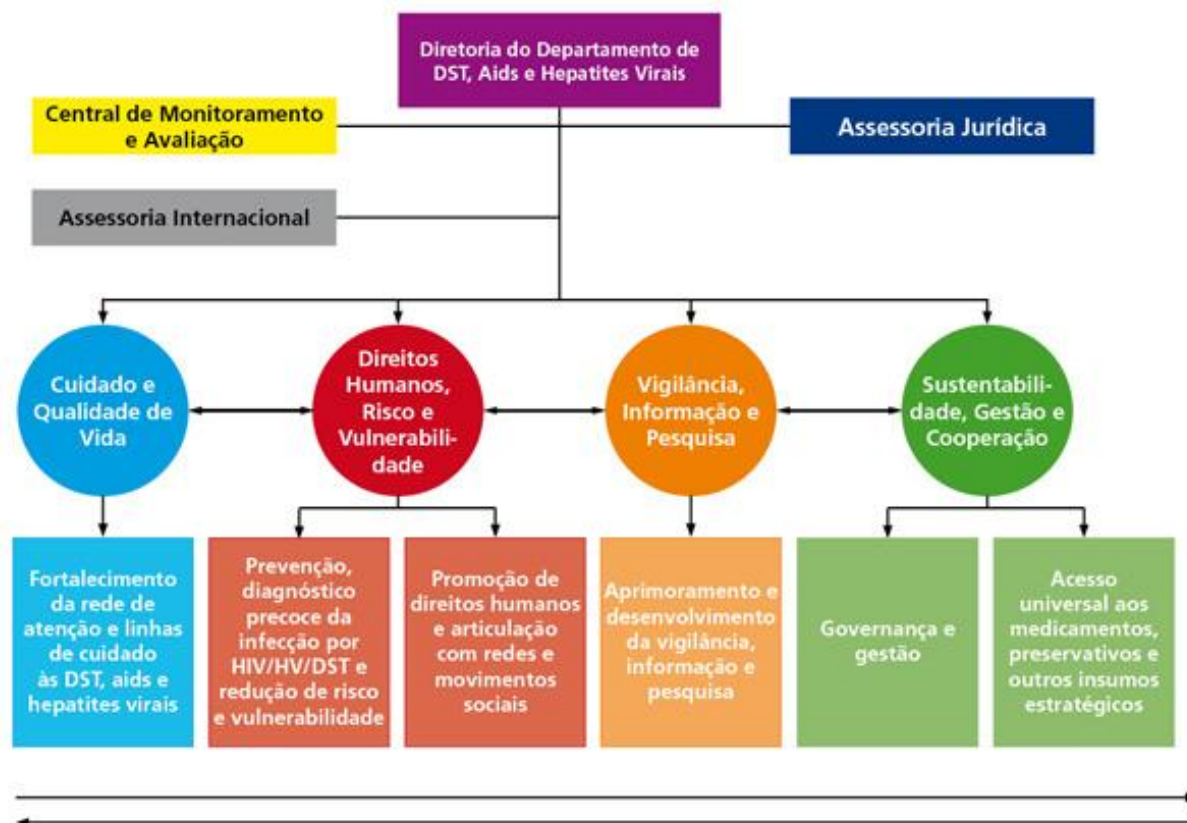 Diretoria do Departamento de
DST, Aids e Hepatites Virais
Central de Monitoramento
e Avaliação
Assessoria Jurídica
Assessoria Internacional
Cuidado e
Qualidade de
Vida
Direitos
Humanos,
Risco e
Vulnerabili-
dade
Vigilância,
Informação e
Pesquisa
Sustentabili-
dade, Gestão e
Cooperação
Fortalecimento
da rede de
atenção e linhas
de cuidado
às DST, aids e
hepatites virais
Prevenção,
diagnóstico
precoce da
infecção por
HIV/HV/DST e
redução de risco
e vulnerabilidade
Promoção de
direitos humanos
e articulação
com redes e
movimentos
sociais
Aprimoramento e
desenvolvimento
da vigilância,
informação e
pesquisa
Governança e
gestão
Acesso
universal aos
medicamentos,
preservativos e
outros insumos
estratégicos